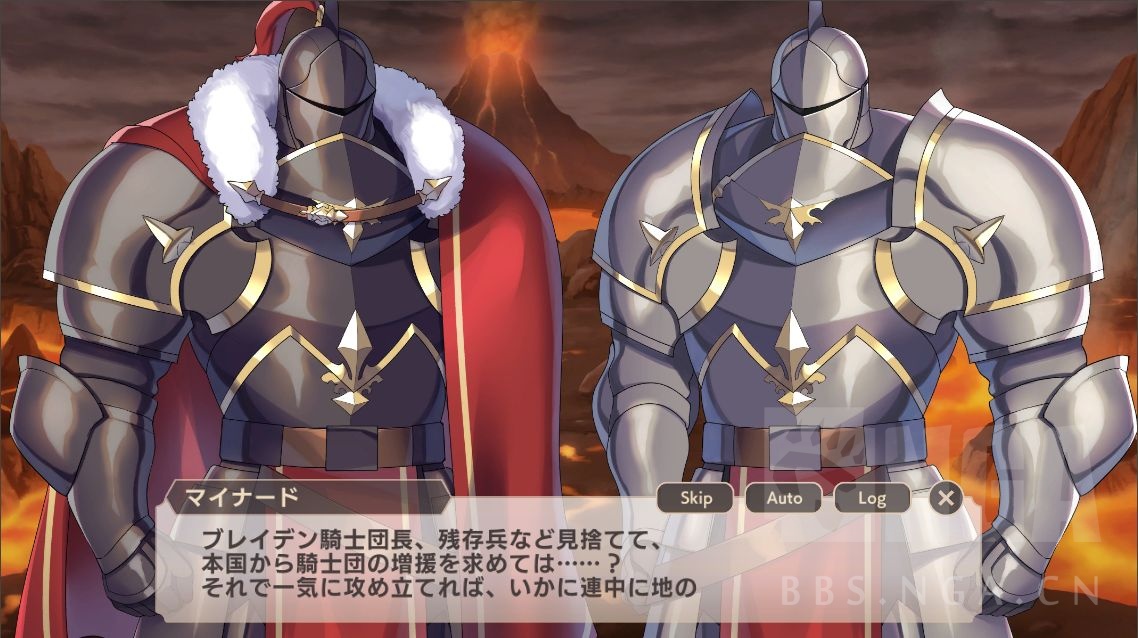 マイナード
Skip
Auto
Log
ブレイデン騎士団長、残存兵など見捨てて、
本国から騎士団の増援を求めては……？
それで一気に攻め立てれば、いかに連中に地の
NGA
BBS.NGA.CN